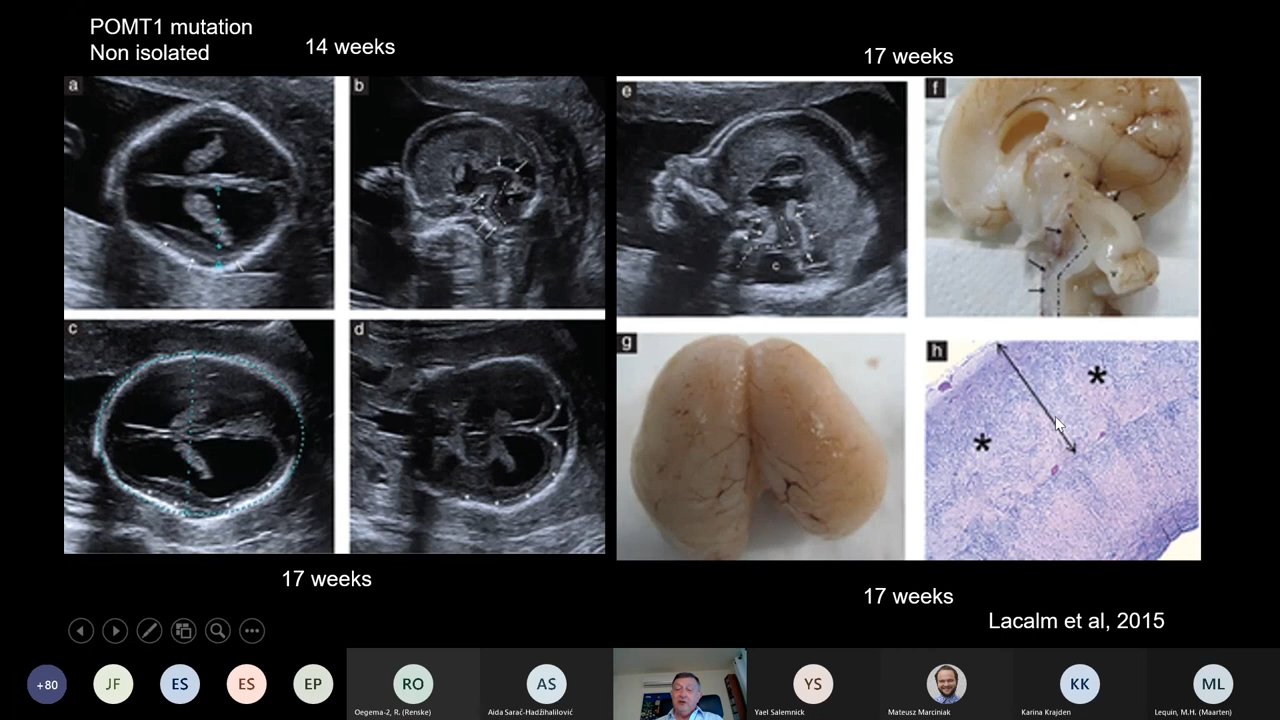 POMT1 mutation
Non isolated
14 weeks
17 weeks
a
b
e
f
c
d
g
h
c
*
*
17 weeks
17 weeks
Lacalm et al, 2015
+80
JF
ES
ES
EP
RO
AS
YS
KK
ML
Oegema-2, R. (Renske)
Aida Sarać-Hadžihalilović
Yael Salemnick
Mateusz Marciniak
Karina Krajden
Lequin, M.H. (Maarten)